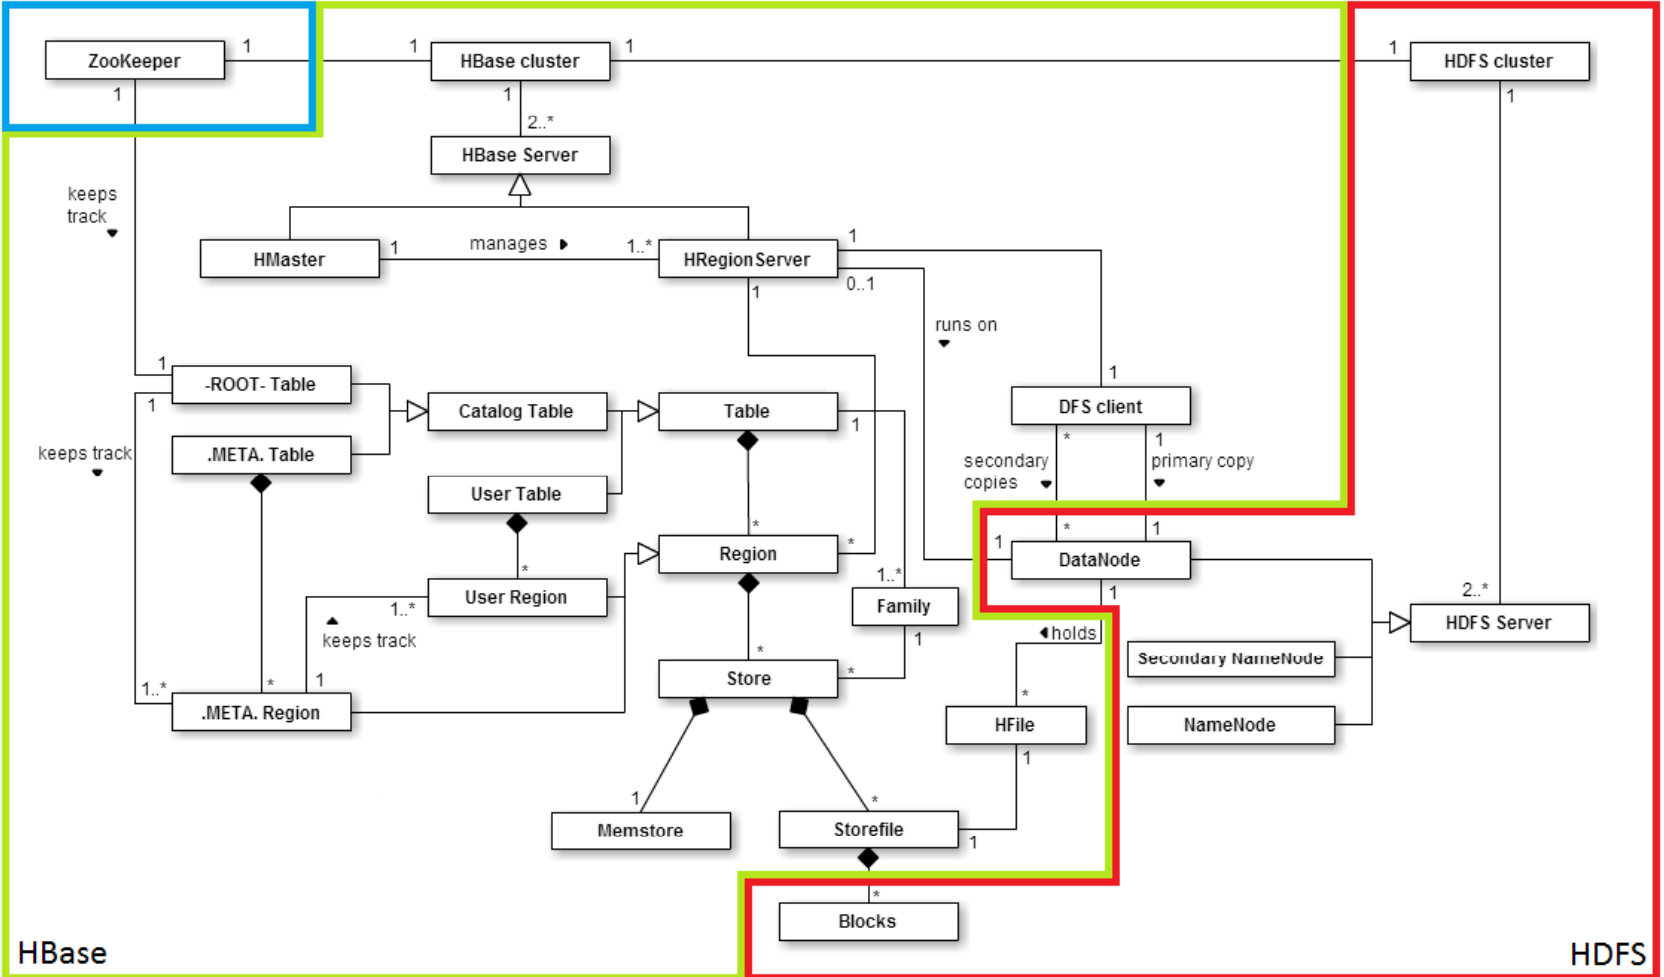 ZooKeeper
1
1
HBase cluster
1
1
HDFS cluster
1
1
1
2..*
HBase Server
keeps
track
HMaster
1
manages
1..*
HRegionServer
1
0..1
1
runs on
1
-ROOT- Table
1
Catalog Table
Table
1
1
DFS client
keeps track
.META. Table
User Table
*
1
secondary
copies
primary copy
*
*
1
*
Region
*
1
DataNode
1..*
User Region
1..*
Family
1
2..*
HDFS Server
keeps track
*
1
holds
Secondary NameNode
1..*
*
1
Store
*
*
.META. Region
HFile
NameNode
1
1
*
Memstore
Storefile
1
*
Blocks
HBase
HDFS